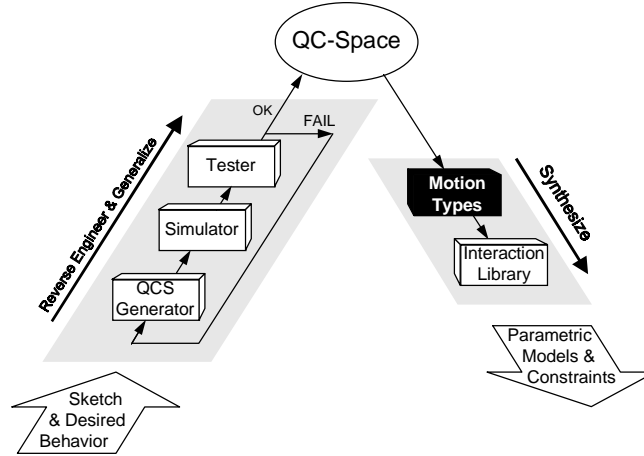 QC-Space
OK
FAIL
Tester
Simulator
QCS
Generator
Reverse Engineer & Generalize
Sketch
& Desired
Behavior
Motion
Types
Interaction
Library
Synthesize
Parametric
Models &
Constraints